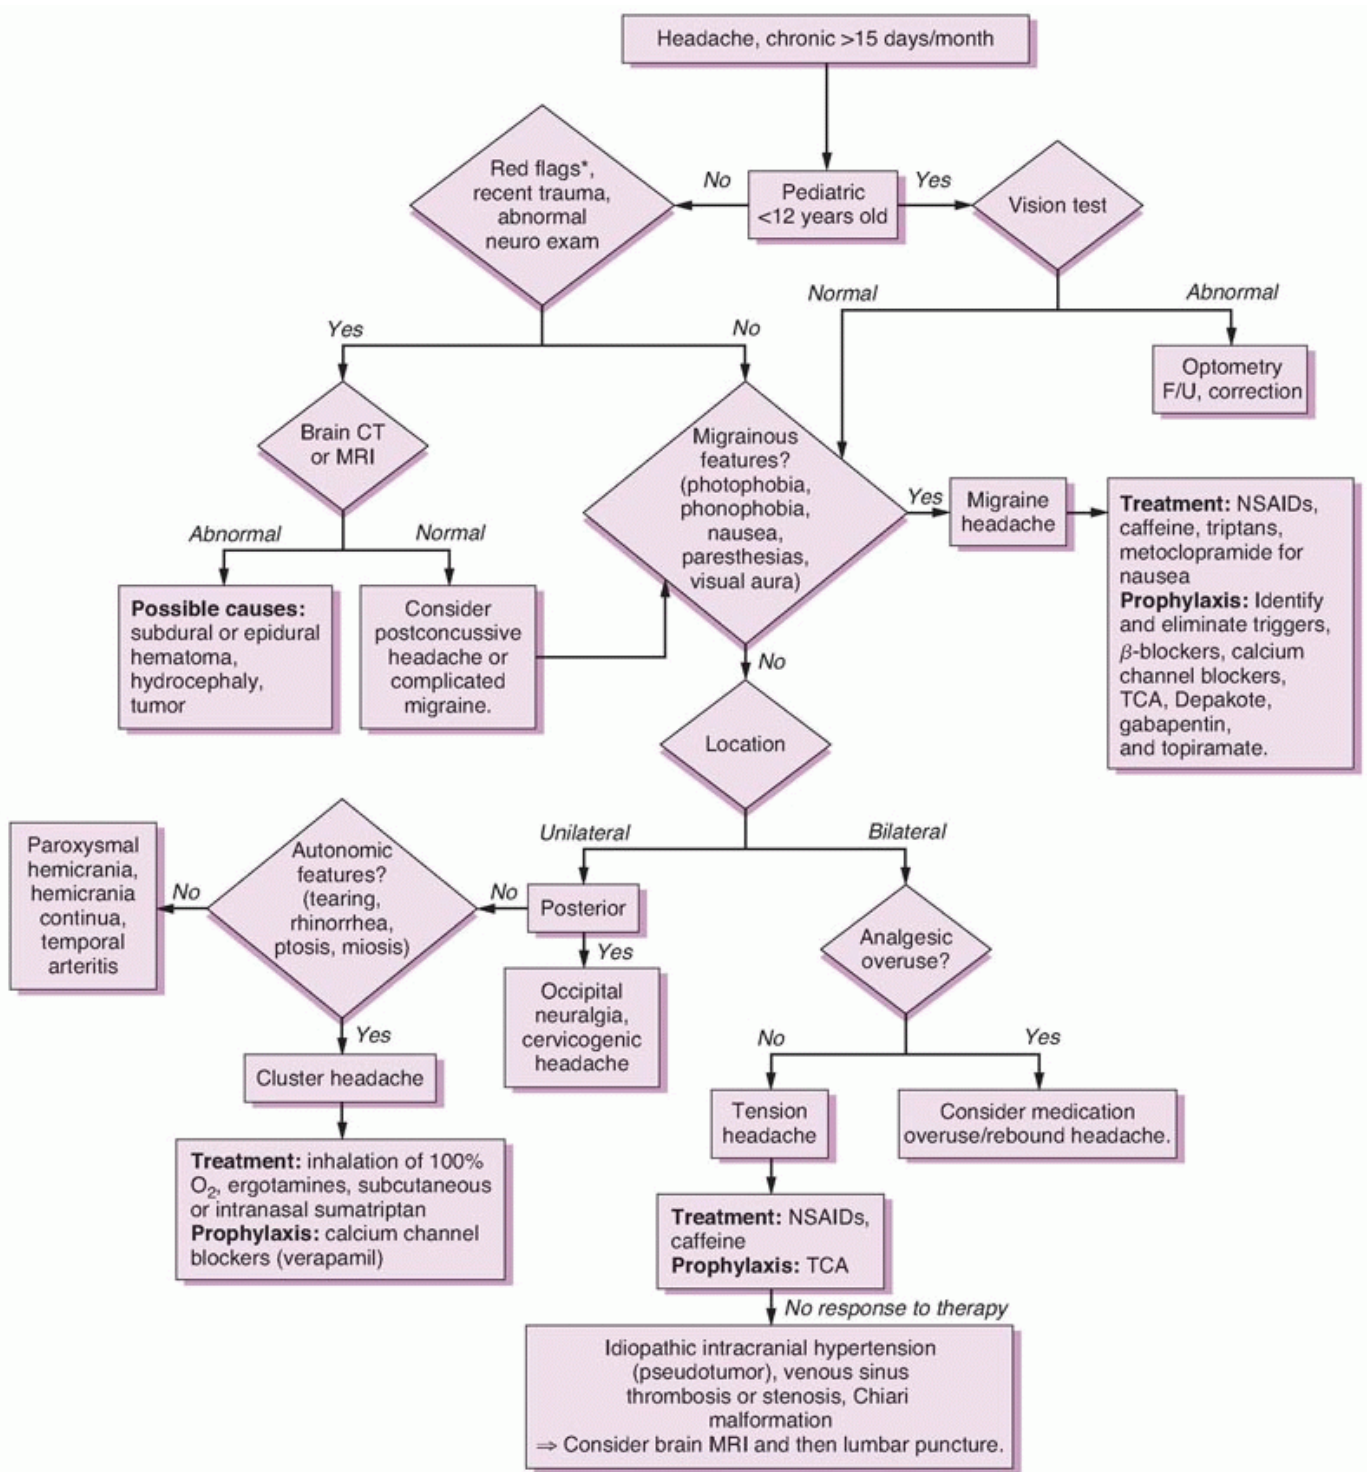 Headache, chronic >15 days/month
Red flags*,
recent trauma,
abnormal
neuro exam
No
Pediatric
<12 years old
Yes
Vision test
Normal
Abnormal
Optometry
F/U, correction
Yes
No
Brain CT
or MRI
Migrainous
features?
(photophobia,
phonophobia,
nausea,
paresthesias,
visual aura)
Yes
Migraine
headache
Treatment: NSAIDs,
caffeine, triptans,
metoclopramide for
nausea
Prophylaxis: Identify
and eliminate triggers,
β-blockers, calcium
channel blockers,
TCA, Depakote,
gabapentin,
and topiramate.
Abnormal
Normal
Possible causes:
subdural or epidural
hematoma,
hydrocephaly,
tumor
Consider
postconcussive
headache or
complicated
migraine.
No
Location
Unilateral
Bilateral
Paroxysmal
hemicrania,
hemicrania
continua,
temporal
arteritis
No
Autonomic
features?
(tearing,
rhinorrhea,
ptosis, miosis)
No
Posterior
Yes
Occipital
neuralgia,
cervicogenic
headache
Analgesic
overuse?
Yes
Cluster headache
Treatment: inhalation of 100%
O₂, ergotamines, subcutaneous
or intranasal sumatriptan
Prophylaxis: calcium channel
blockers (verapamil)
No
Yes
Tension
headache
Consider medication
overuse/rebound headache.
Treatment: NSAIDs,
caffeine
Prophylaxis: TCA
No response to therapy
Idiopathic intracranial hypertension
(pseudotumor), venous sinus
thrombosis or stenosis, Chiari
malformation
⇒ Consider brain MRI and then lumbar puncture.